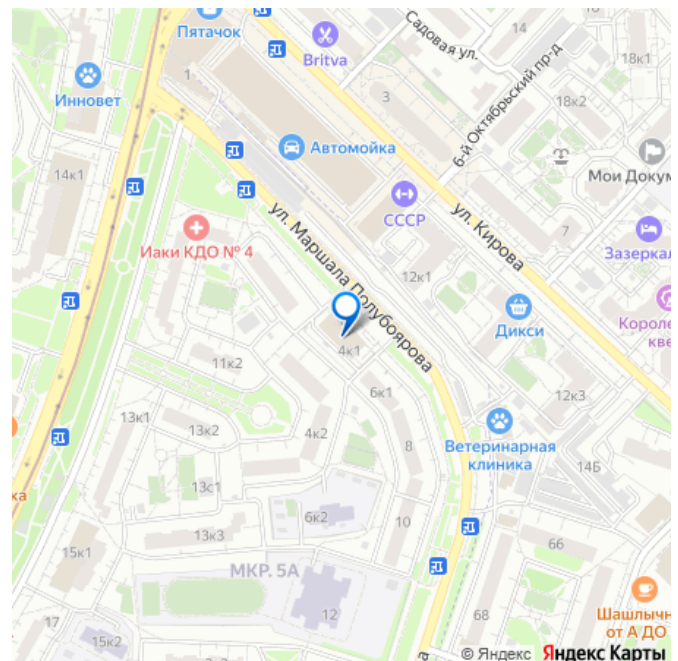 Пятачок
Britva
Садовая ул.
18к1
1
3
6-й Октябрьский пр-д
18к2
Инновет
Автомойка
Мои Докум
14к1
СССР
ул. Кирова
7
Иаки КДО № 4
ул. Маршала Полубоярова
12к1
Зазеркал
Дикси
Короле
кве
4к1
11к2
6к1
12к3
13к1
13к2
4к2
8
Ветеринарная
клиника
14Б
ка
13с1
6к2
10
13к3
66
15к1
МКР. 5А
17
12
68
Шашлычн
от А ДО
15к2
а
© Яндекс Яндекс Карты